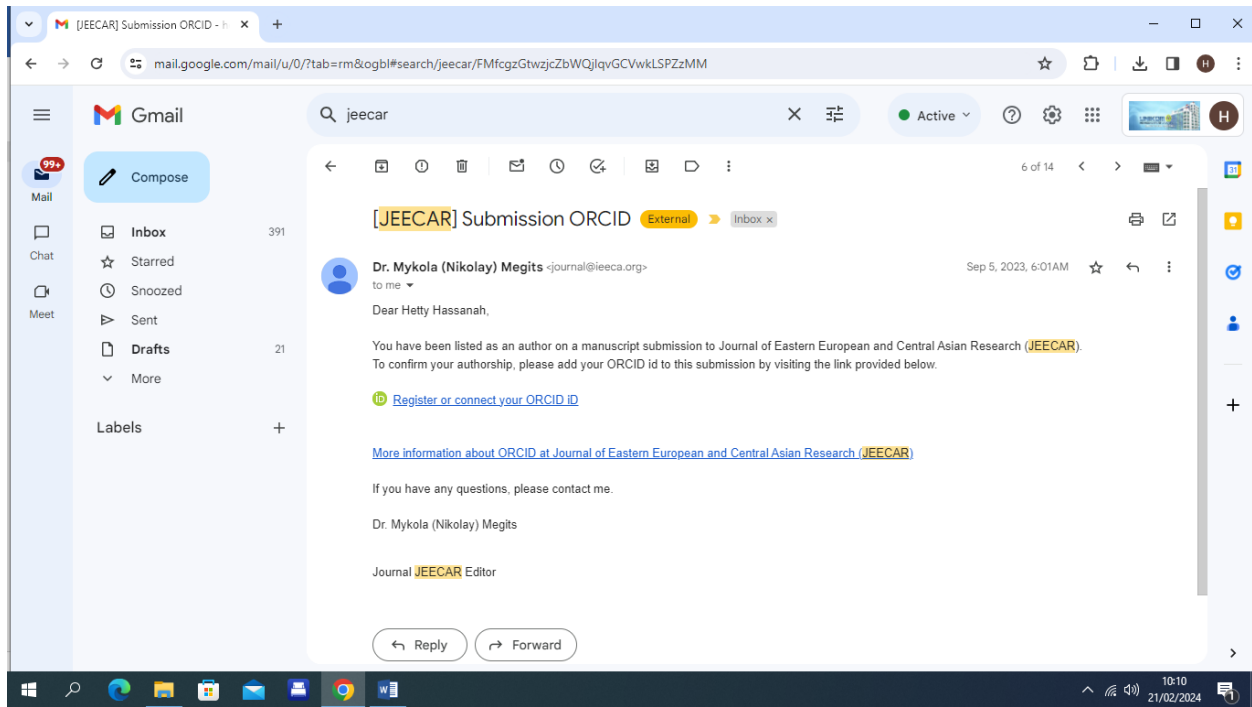 [JEECAR] Submission ORCID - h
mail.google.com/mail/u/0/?tab=rm&ogbl#search/jeecar/FMfcgzGtwzjcZbWQjlqvGCVwkLSPZzMM
H
Gmail
jeecar
Active
H
99+
Mail
Chat
Meet
Compose
Inbox 391
Starred
Snoozed
Sent
Drafts 21
More
Labels
6 of 14
[JEECAR] Submission ORCID External Inbox x
Dr. Mykola (Nikolay) Megits <journal@ieeca.org> Sep 5, 2023, 6:01AM
to me
Dear Hetty Hassanah,
You have been listed as an author on a manuscript submission to Journal of Eastern European and Central Asian Research (JEECAR).
To confirm your authorship, please add your ORCID id to this submission by visiting the link provided below.
iD Register or connect your ORCID iD
More information about ORCID at Journal of Eastern European and Central Asian Research (JEECAR)
If you have any questions, please contact me.
Dr. Mykola (Nikolay) Megits
Journal JEECAR Editor
Reply Forward
31
10:10
21/02/2024
1